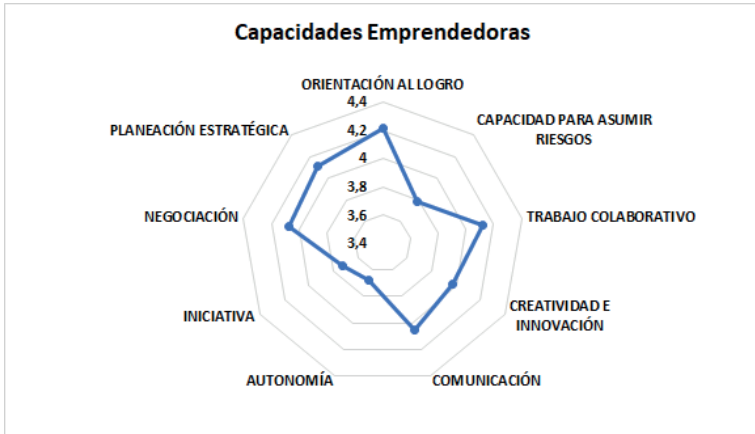 Capacidades Emprendedoras
ORIENTACIÓN AL LOGRO
4,4
CAPACIDAD PARA ASUMIR
RIESGOS
PLANEACIÓN ESTRATÉGICA
4,2
4
3,8
NEGOCIACIÓN
TRABAJO COLABORATIVO
3,6
3,4
CREATIVIDAD E
INNOVACIÓN
INICIATIVA
AUTONOMÍA
COMUNICACIÓN